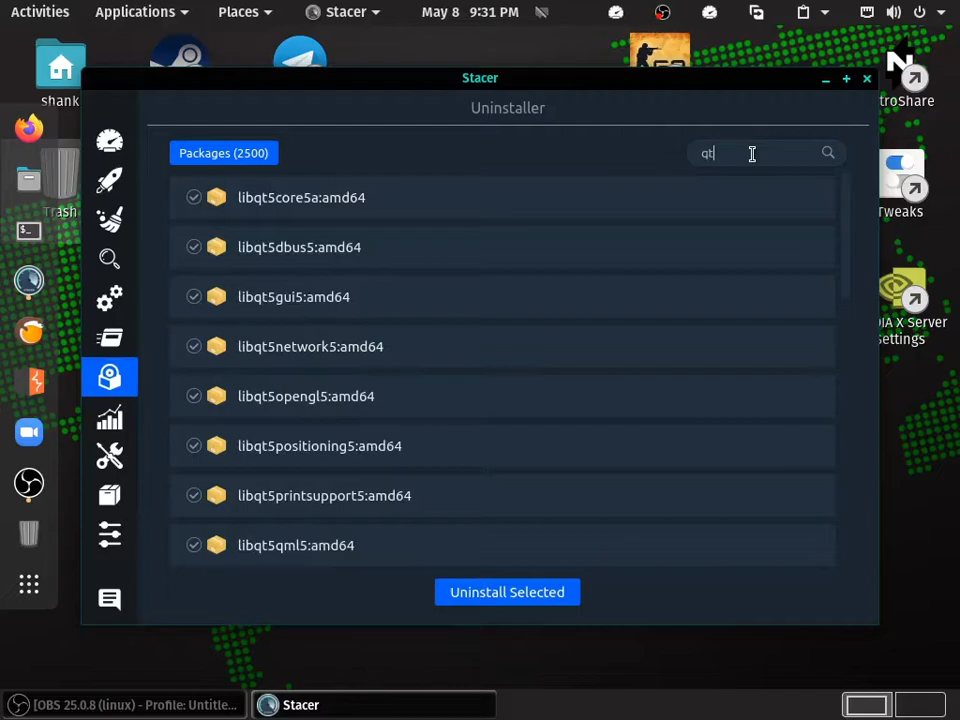 Activities Applications Places Stacer May 8 9:31 PM
shank
troShare
Stacer
Uninstaller
Packages (2500) qt
libqt5core5a:amd64
Trash
Tweaks
libqt5dbus5:amd64
libqt5gui5:amd64
DIA X Server
Settings
libqt5network5:amd64
libqt5opengl5:amd64
libqt5positioning5:amd64
libqt5printsupport5:amd64
libqt5qml5:amd64
Uninstall Selected
[OBS 25.0.8 (linux) - Profile: Untitle... Stacer